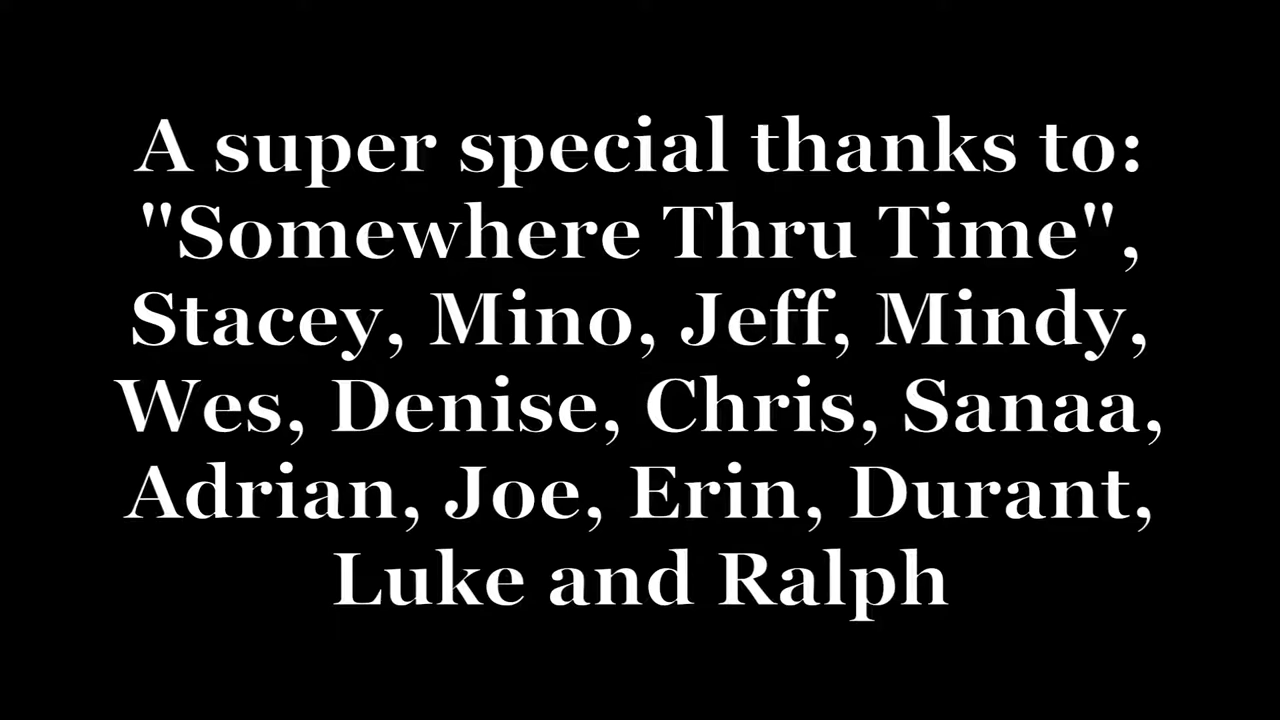 A super special thanks to:
"Somewhere Thru Time",
Stacey, Mino, Jeff, Mindy,
Wes, Denise, Chris, Sanaa,
Adrian, Joe, Erin, Durant,
Luke and Ralph